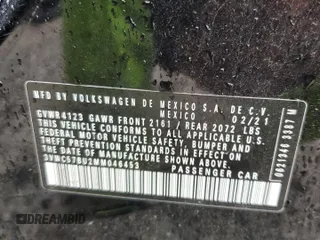 MFD BY VOLKSWAGEN DE MEXICO S.A. DE C.V.
MEXICO 02/21
GVWR4123 GAWR FRONT 2161 / REAR 2072 LBS
THIS VEHICLE CONFORMS TO ALL APPLICABLE U.S.
FEDERAL MOTOR VEHICLE SAFETY, BUMPER AND
THEFT PREVENTION STANDARDS IN EFFECT ON THE
DATE OF MANUFACTURE SHOWN ABOVE.
PASSENGER CAR
DREAMBID